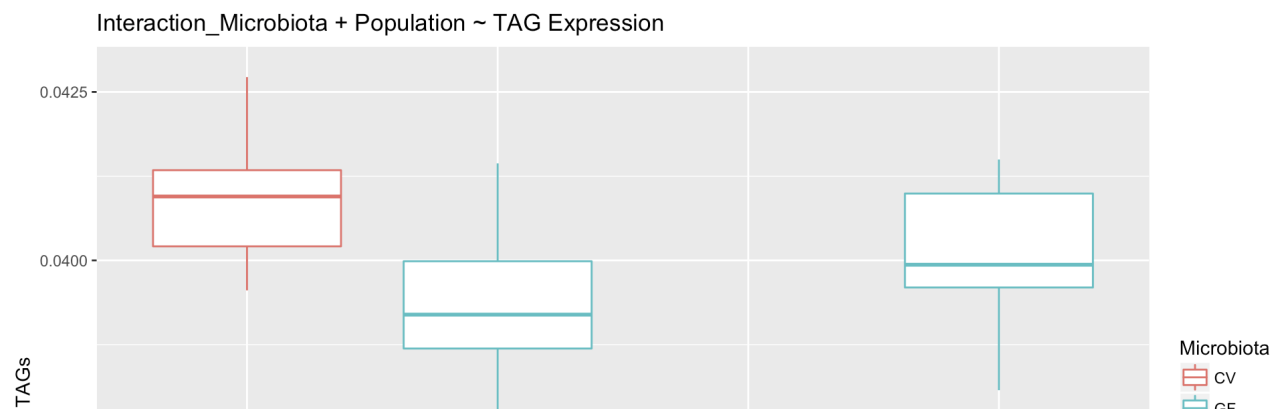 Interaction_Microbiota + Population ~ TAG Expression
0.0425
0.0400
TAGs
Microbiota
CV